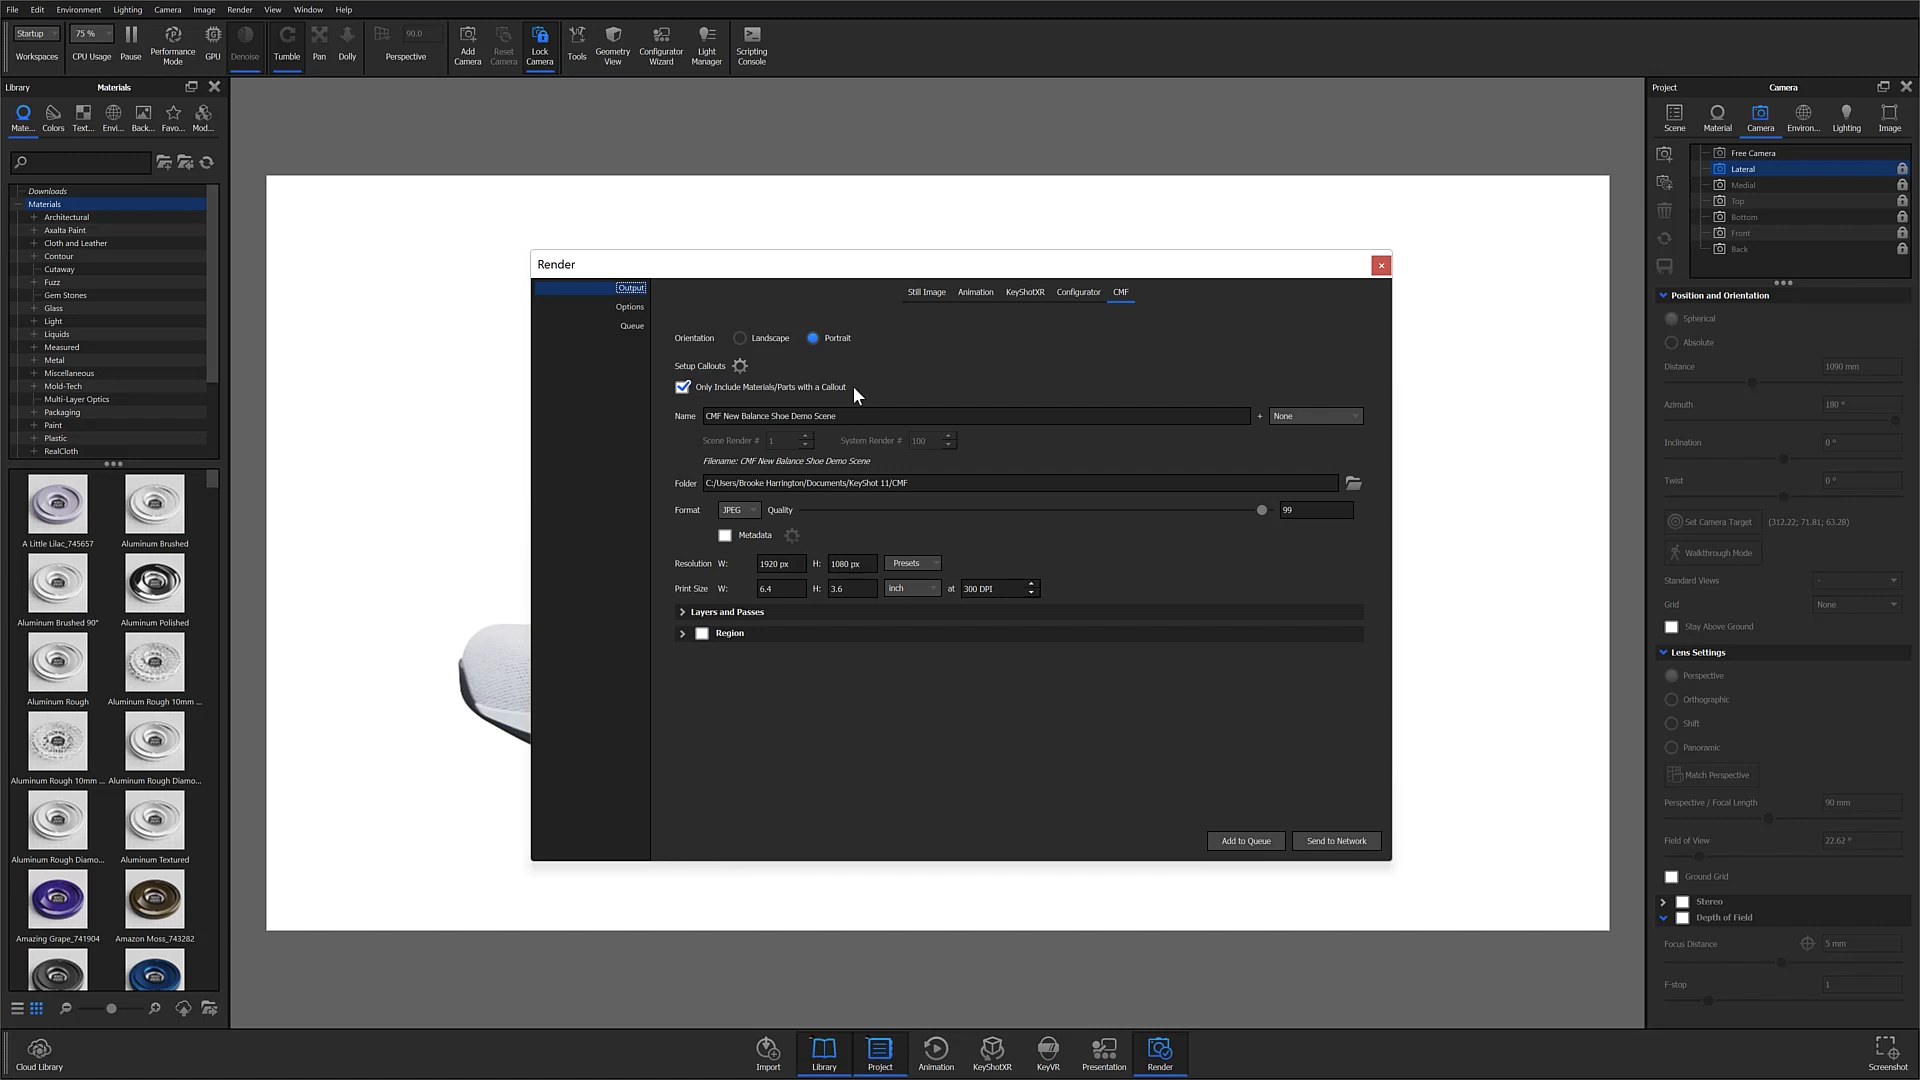 File Edit Environment Lighting Camera Image Render View Window Help
Startup 75 % 90.0
Workspaces CPU Usage Pause Performance Mode GPU Denoise Tumble Pan Dolly Perspective Add Camera Reset Camera Lock Camera Tools Geometry View Configurator Wizard Light Manager Scripting Console
Library Materials
Mate... Colors Text... Envi... Back... Favo... Mod...
Downloads
Materials
Architectural
Axalta Paint
Cloth and Leather
Contour
Cutaway
Fuzz
Gem Stones
Glass
Light
Liquids
Measured
Metal
Miscellaneous
Mold-Tech
Multi-Layer Optics
Packaging
Paint
Plastic
RealCloth
A Little Lilac_745657 Aluminum Brushed
Aluminum Brushed 90° Aluminum Polished
Aluminum Rough Aluminum Rough 10mm ...
Aluminum Rough 10mm ... Aluminum Rough Diamo...
Aluminum Rough Diamo... Aluminum Textured
Amazing Grape_741904 Amazon Moss_743282
Render
Output
Options
Queue
Still Image Animation KeyShotXR Configurator CMF
Orientation Landscape Portrait
Setup Callouts
Only Include Materials/Parts with a Callout
Name CMF New Balance Shoe Demo Scene + None
Scene Render # 1 System Render # 100
Filename: CMF New Balance Shoe Demo Scene
Folder C:/Users/Brooke Harrington/Documents/KeyShot 11/CMF
Format JPEG Quality 99
Metadata
Resolution W: 1920 px H: 1080 px Presets
Print Size W: 6.4 H: 3.6 inch at 300 DPI
Layers and Passes
Region
Add to Queue Send to Network
Project Camera
Scene Material Camera Environ... Lighting Image
Free Camera
Lateral
Medial
Top
Bottom
Front
Back
Position and Orientation
Spherical
Absolute
Distance 1090 mm
Azimuth 180 °
Inclination 0 °
Twist 0 °
Set Camera Target (312.22; 71.81; 63.28)
Walkthrough Mode
Standard Views -
Grid None
Stay Above Ground
Lens Settings
Perspective
Orthographic
Shift
Panoramic
Match Perspective
Perspective / Focal Length 90 mm
Field of View 22.62 °
Ground Grid
Stereo
Depth of Field
Focus Distance 5 mm
F-stop 1
Cloud Library Import Library Project Animation KeyShotXR KeyVR Presentation Render Screenshot